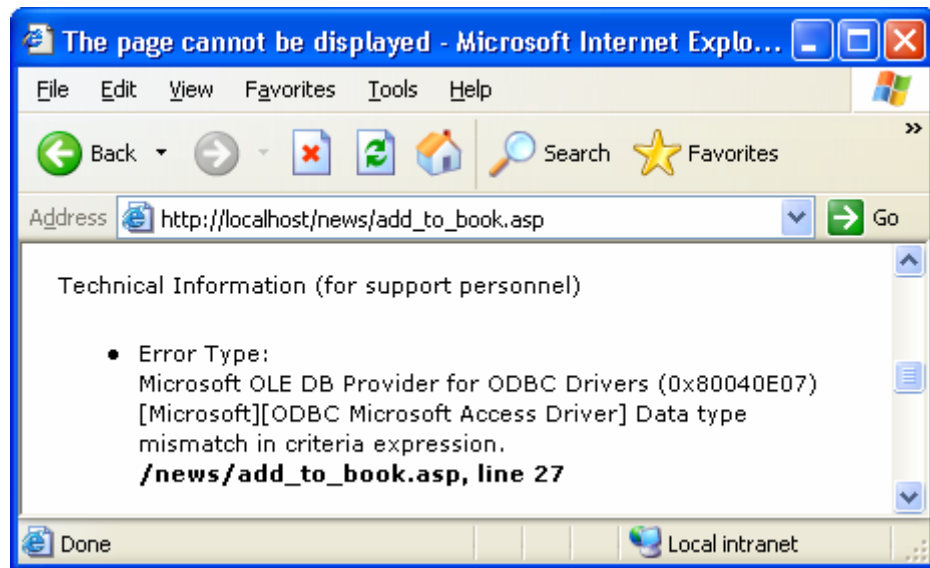 The page cannot be displayed - Microsoft Internet Explo...
File Edit View Favorites Tools Help
Back Search Favorites »
Address http://localhost/news/add_to_book.asp Go
Technical Information (for support personnel)
• Error Type:
Microsoft OLE DB Provider for ODBC Drivers (0x80040E07)
[Microsoft][ODBC Microsoft Access Driver] Data type
mismatch in criteria expression.
/news/add_to_book.asp, line 27
Done Local intranet